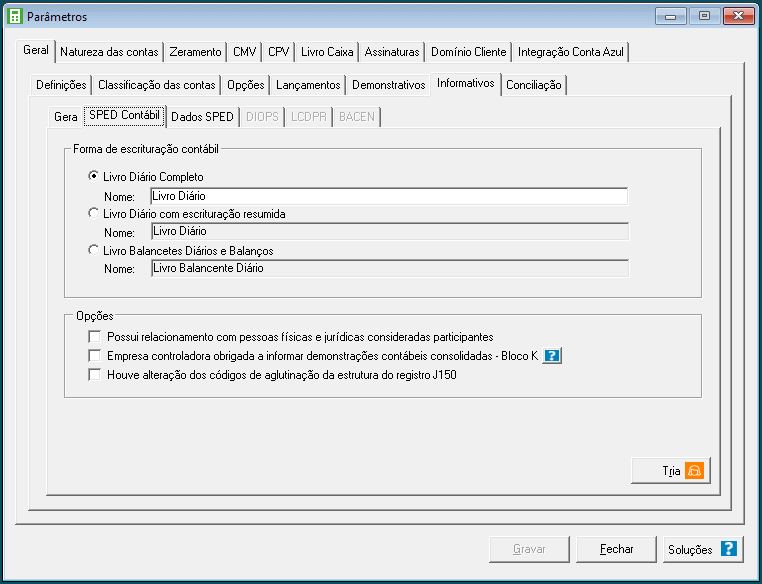 Parâmetros
Geral Natureza das contas Zeramento CMV CPV Livro Caixa Assinaturas Domínio Cliente Integração Conta Azul
Definições Classificação das contas Opções Lançamentos Demonstrativos Informativos Conciliação
Gera SPED Contábil Dados SPED DIOPS LCDPR BACEN
Forma de escrituração contábil
Livro Diário Completo
Nome: Livro Diário
Livro Diário com escrituração resumida
Nome: Livro Diário
Livro Balancetes Diários e Balanços
Nome: Livro Balancente Diário
Opções
Possui relacionamento com pessoas físicas e jurídicas consideradas participantes
Empresa controladora obrigada a informar demonstrações contábeis consolidadas - Bloco K ?
Houve alteração dos códigos de aglutinação da estrutura do registro J150
Tria
Gravar Fechar Soluções ?